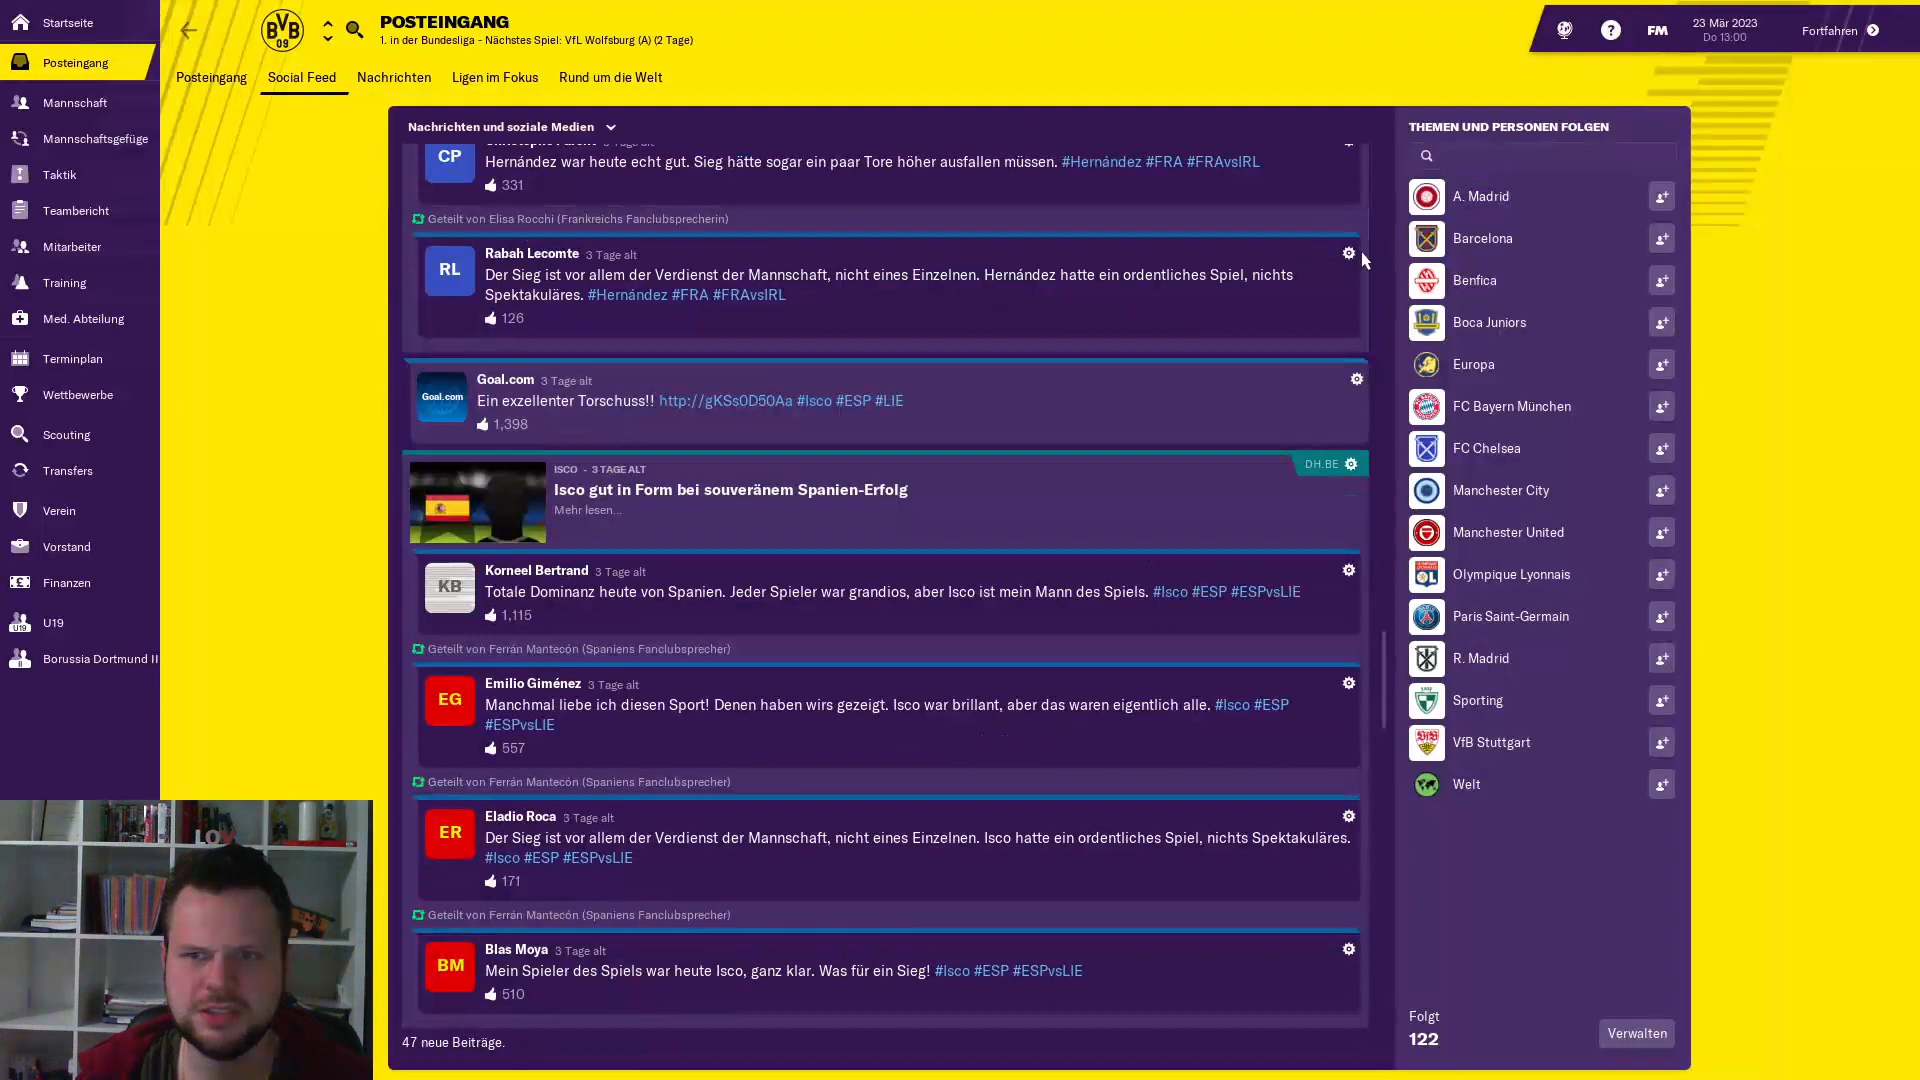 Startseite
Posteingang
Mannschaft
Mannschaftsgefüge
Taktik
Teambericht
Mitarbeiter
Training
Med. Abteilung
Terminplan
Wettbewerbe
Scouting
Transfers
Verein
Vorstand
Finanzen
U19
U19
Borussia Dortmund II
BVB
09
POSTEINGANG
1. in der Bundesliga - Nächstes Spiel: VfL Wolfsburg (A) (2 Tage)
?
FM
23 Mär 2023
Do 13:00
Fortfahren
Posteingang
Social Feed
Nachrichten
Ligen im Fokus
Rund um die Welt
Nachrichten und soziale Medien
CP
Hernández war heute echt gut. Sieg hätte sogar ein paar Tore höher ausfallen müssen. #Hernández #FRA #FRAvsIRL
331
Geteilt von Elisa Rocchi (Frankreichs Fanclubsprecherin)
RL
Rabah Lecomte 3 Tage alt
Der Sieg ist vor allem der Verdienst der Mannschaft, nicht eines Einzelnen. Hernández hatte ein ordentliches Spiel, nichts
Spektakuläres. #Hernández #FRA #FRAvsIRL
126
Goal.com
Goal.com 3 Tage alt
Ein exzellenter Torschuss!! http://gKSs0D50Aa #Isco #ESP #LIE
1,398
ISCO - 3 TAGE ALT
DH.BE
Isco gut in Form bei souveränem Spanien-Erfolg
Mehr lesen...
KB
Korneel Bertrand 3 Tage alt
Totale Dominanz heute von Spanien. Jeder Spieler war grandios, aber Isco ist mein Mann des Spiels. #Isco #ESP #ESPvsLIE
1,115
Geteilt von Ferrán Mantecón (Spaniens Fanclubsprecher)
EG
Emilio Giménez 3 Tage alt
Manchmal liebe ich diesen Sport! Denen haben wirs gezeigt. Isco war brillant, aber das waren eigentlich alle. #Isco #ESP
#ESPvsLIE
557
Geteilt von Ferrán Mantecón (Spaniens Fanclubsprecher)
ER
Eladio Roca 3 Tage alt
Der Sieg ist vor allem der Verdienst der Mannschaft, nicht eines Einzelnen. Isco hatte ein ordentliches Spiel, nichts Spektakuläres.
#Isco #ESP #ESPvsLIE
171
Geteilt von Ferrán Mantecón (Spaniens Fanclubsprecher)
BM
Blas Moya 3 Tage alt
Mein Spieler des Spiels war heute Isco, ganz klar. Was für ein Sieg! #Isco #ESP #ESPvsLIE
510
47 neue Beiträge.
THEMEN UND PERSONEN FOLGEN
A. Madrid
Barcelona
Benfica
Boca Juniors
Europa
FC Bayern München
FC Chelsea
Manchester City
Manchester United
Olympique Lyonnais
Paris Saint-Germain
R. Madrid
Sporting
VfB Stuttgart
Welt
Folgt
122
Verwalten